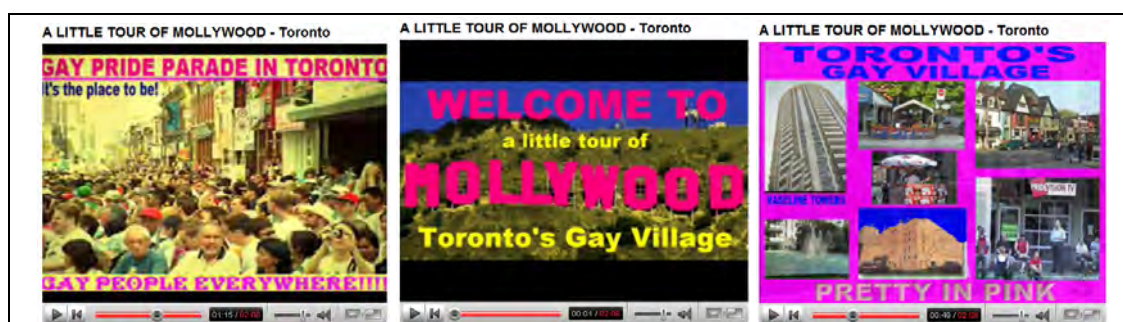 A LITTLE TOUR OF MOLLYWOOD - Toronto
GAY PRIDE PARADE IN TORONTO
it's the place to be!
GAY PEOPLE EVERYWHERE!!!!
01:15 / 02:08
A LITTLE TOUR OF MOLLYWOOD - Toronto
WELCOME TO
a little tour of
MOLLYWOOD
Toronto's Gay Village
00:01 / 02:08
A LITTLE TOUR OF MOLLYWOOD - Toronto
TORONTO'S
GAY VILLAGE
VASELINE TOWERS
PRETTY IN PINK
00:49 / 02:08